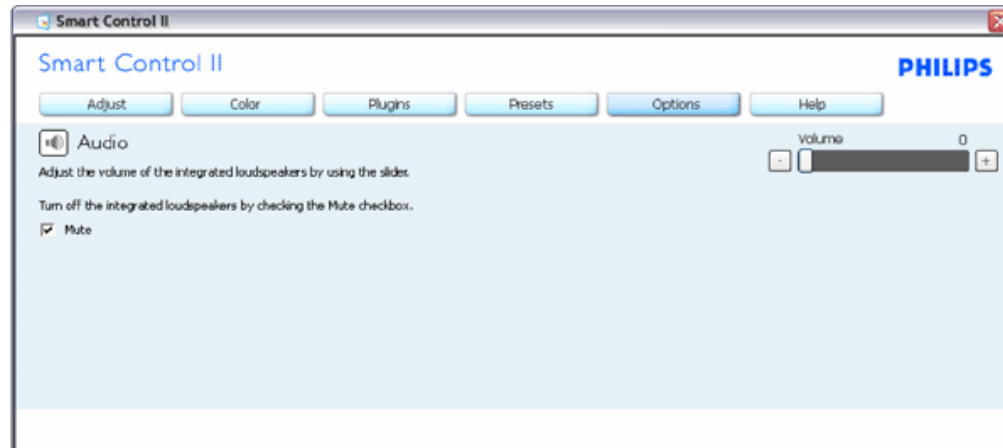 Smart Control II
Smart Control II
PHILIPS
Adjust Color Plugins Presets Options Help
Audio
Volume 0
- +
Adjust the volume of the integrated loudspeakers by using the slider.
Turn off the integrated loudspeakers by checking the Mute checkbox.
Mute